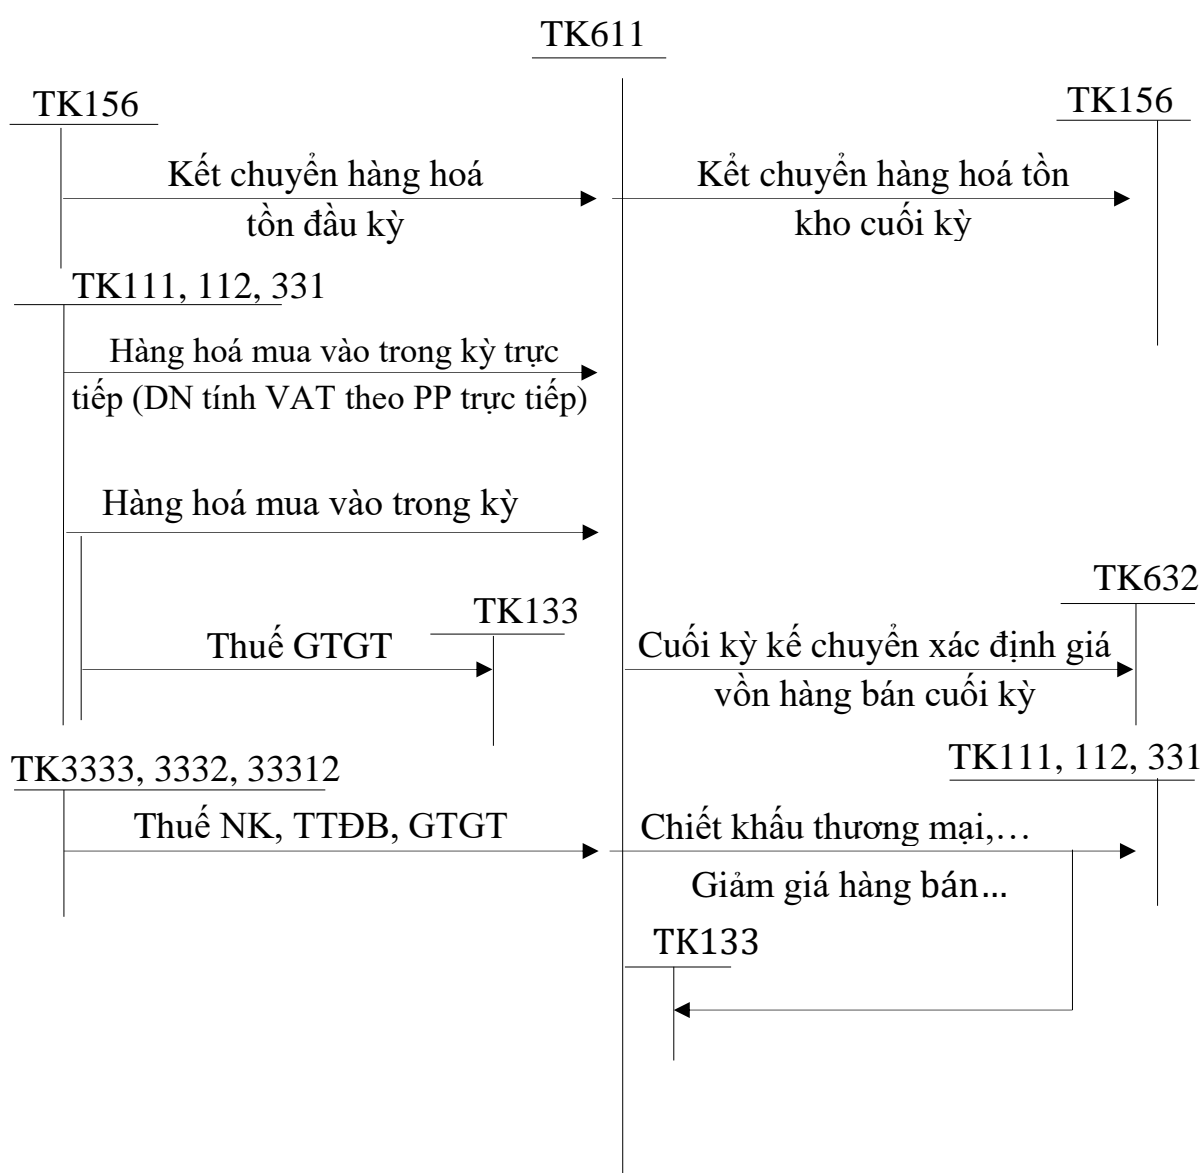 TK611
TK156
TK156
Kết chuyển hàng hoá
tồn đầu kỳ
Kểt chuyển hàng hoá tồn
kho cuối kỳ
TK111, 112, 331
Hàng hoá mua vào trong kỳ trực
tiếp (DN tính VAT theo PP trực tiếp)
Hàng hoá mua vào trong kỳ
TK632
TK133
Thuế GTGT
Cuối kỳ kế chuyển xác định giá
vồn hàng bán cuối kỳ
TK3333, 3332, 33312
TK111, 112, 331
Thuế NK, TTĐB, GTGT
Chiết khấu thương mại,…
Giảm giá hàng bán…
TK133